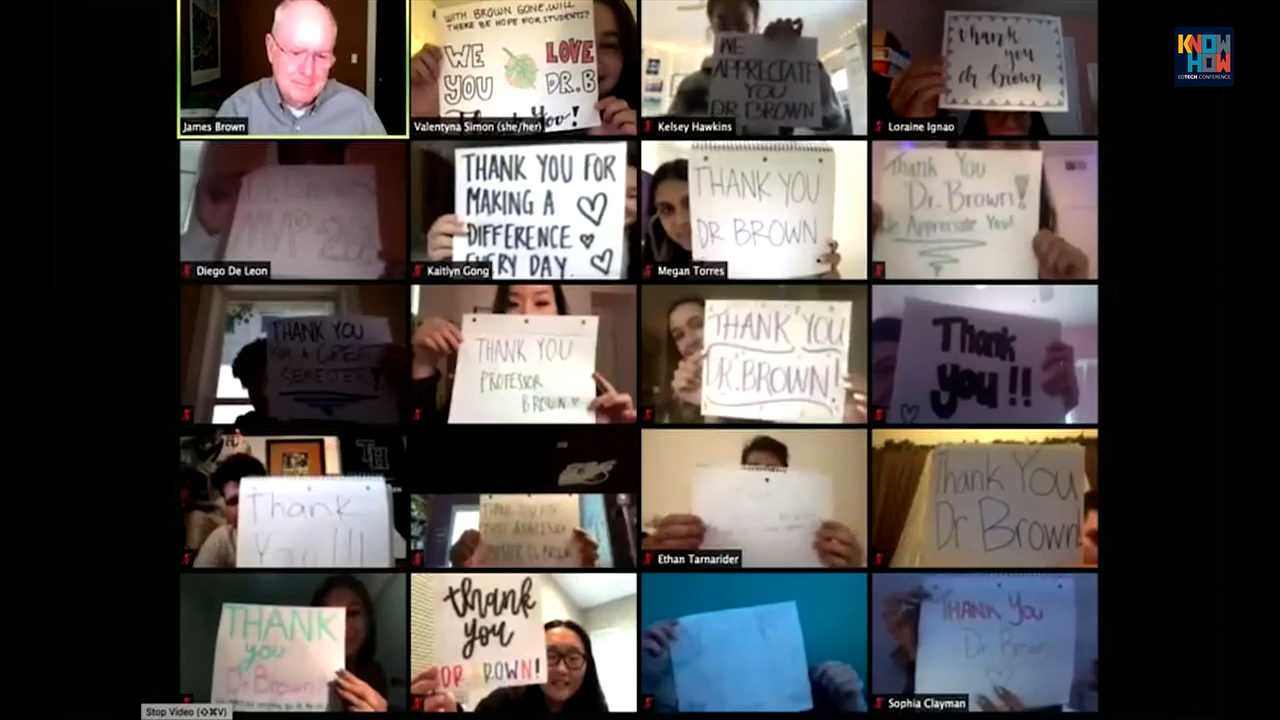 KNOW
HOW
EDTECH CONFERENCE
James Brown
WITH BROWN GONE, WILL
THERE BE HOPE FOR STUDENTS?
WE LOVE
YOU DR. B
Thank You!
Valentyna Simon (she/her)
WE
APPRECIATE
YOU
DR BROWN
Kelsey Hawkins
thank
you
dr brown
Loraine Ignao
Diego De Leon
THANK YOU FOR
MAKING A
DIFFERENCE
EVERY DAY.
Kaitlyn Gong
THANK YOU
DR BROWN
Megan Torres
Thank You
Dr. Brown!
We Appreciate You!
THANK YOU
SEMESTER!
THANK YOU
PROFESSOR
BROWN
THANK YOU
DR. BROWN!
Thank
you!!
TH
Thank
You!!!
Ethan Tarnarider
Thank You
Dr. Brown!
THANK
you
Dr Brown
thank
you
DR. BROWN!
THANK YOU
Dr Brown
Sophia Clayman
Stop Video (⇧⌘V)